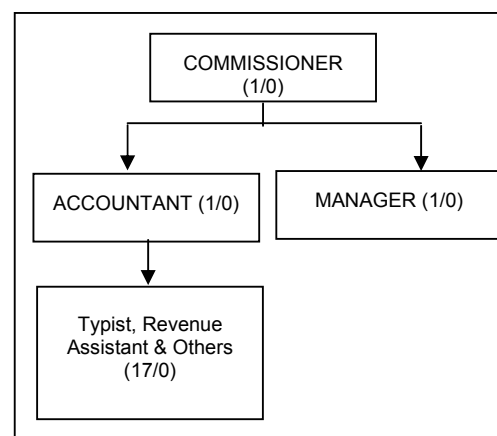 COMMISSIONER
(1/0)
ACCOUNTANT (1/0)
MANAGER (1/0)
Typist, Revenue
Assistant & Others
(17/0)